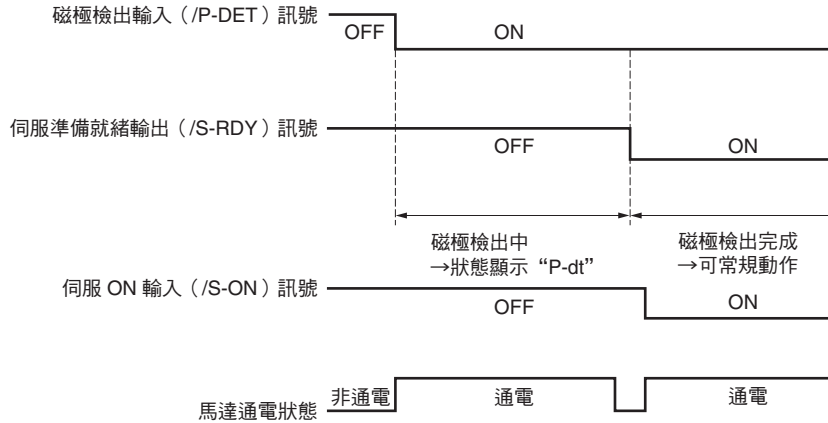 磁極檢出輸入（/P-DET）訊號
OFF
ON
伺服準備就緒輸出（/S-RDY）訊號
OFF
ON
磁極檢出中
→狀態顯示“P-dt”
磁極檢出完成
→可常規動作
伺服 ON 輸入（/S-ON）訊號
OFF
ON
馬達通電狀態
非通電
通電
通電